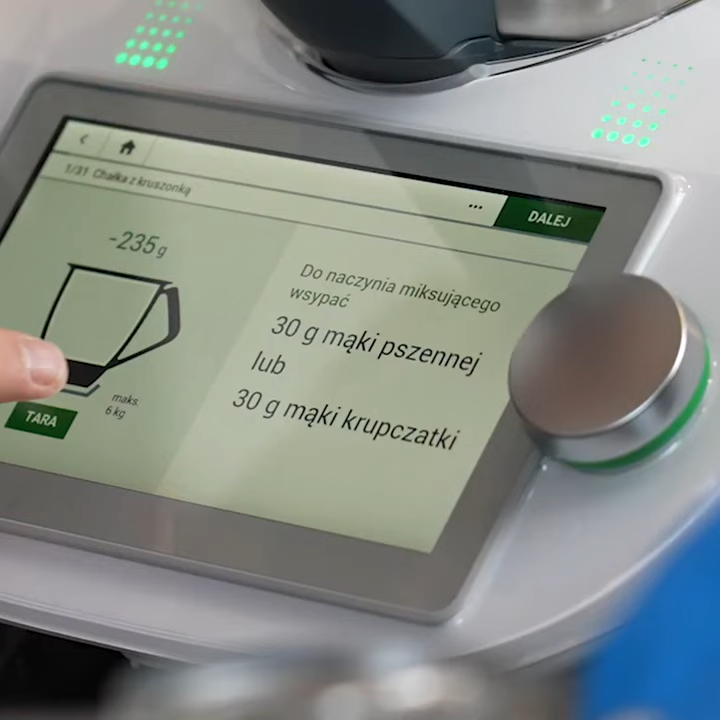 1/31 Chałka z kruszonką
...
DALEJ
-235g
Do naczynia miksującego
wsypać
30 g mąki pszennej
lub
30 g mąki krupczatki
maks.
6 kg
TARA